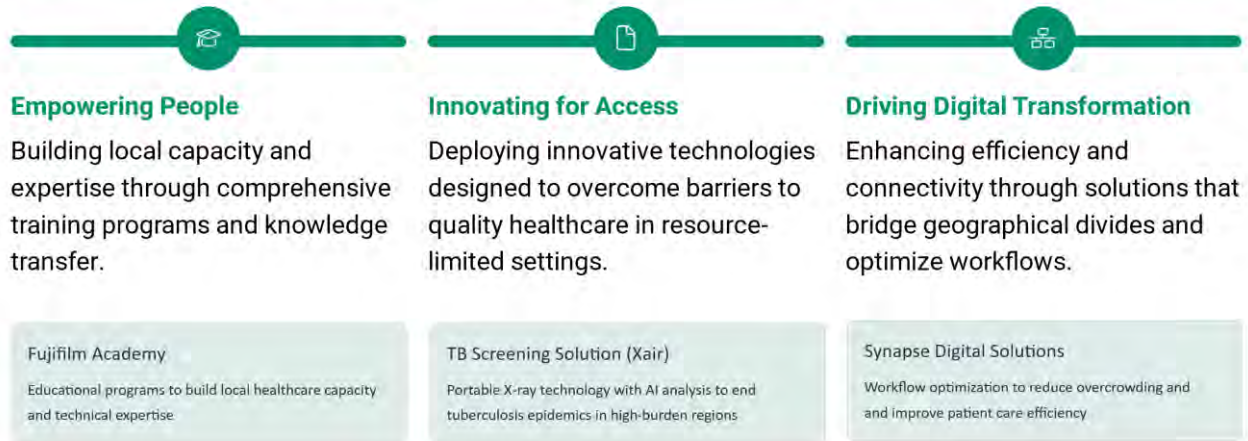 Empowering People
Building local capacity and
expertise through comprehensive
training programs and knowledge
transfer.
Fujifilm Academy
Educational programs to build local healthcare capacity
and technical expertise
Innovating for Access
Deploying innovative technologies
designed to overcome barriers to
quality healthcare in resource-
limited settings.
TB Screening Solution (Xair)
Portable X-ray technology with AI analysis to end
tuberculosis epidemics in high-burden regions
Driving Digital Transformation
Enhancing efficiency and
connectivity through solutions that
bridge geographical divides and
optimize workflows.
Synapse Digital Solutions
Workflow optimization to reduce overcrowding and
and improve patient care efficiency